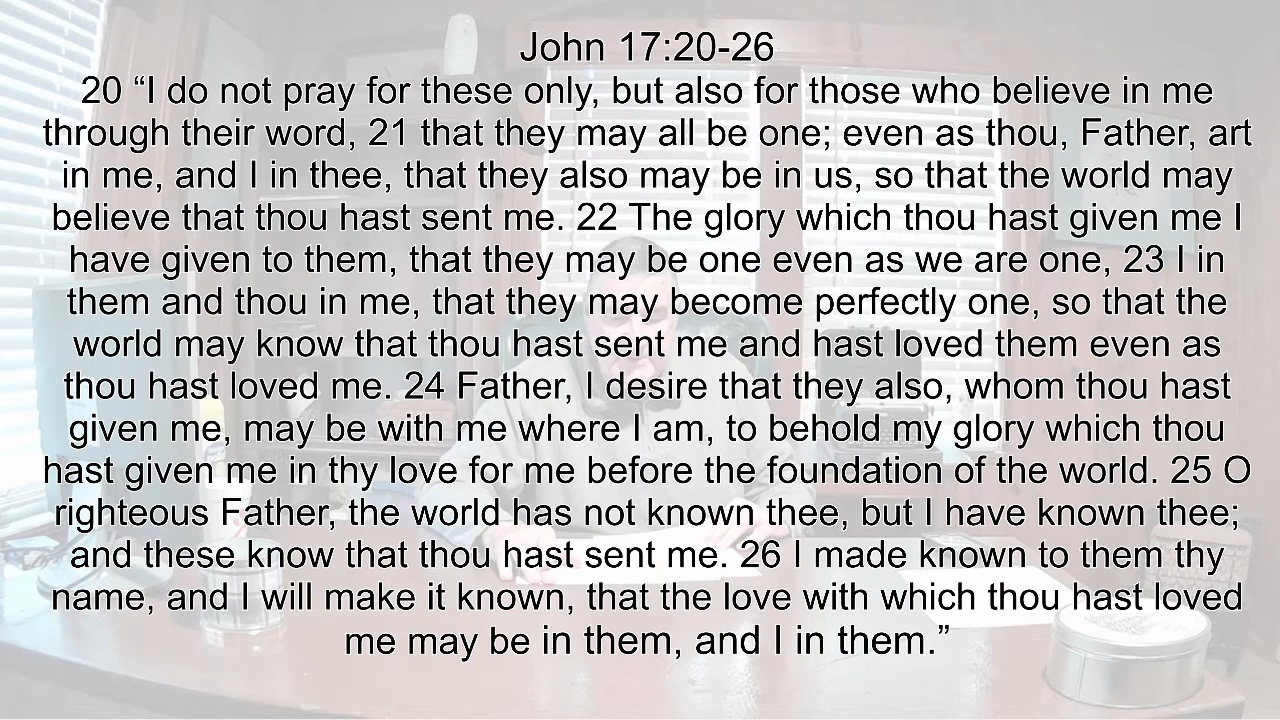 John 17:20-26
20 “I do not pray for these only, but also for those who believe in me
through their word, 21 that they may all be one; even as thou, Father, art
in me, and I in thee, that they also may be in us, so that the world may
believe that thou hast sent me. 22 The glory which thou hast given me I
have given to them, that they may be one even as we are one, 23 I in
them and thou in me, that they may become perfectly one, so that the
world may know that thou hast sent me and hast loved them even as
thou hast loved me. 24 Father, I desire that they also, whom thou hast
given me, may be with me where I am, to behold my glory which thou
hast given me in thy love for me before the foundation of the world. 25 O
righteous Father, the world has not known thee, but I have known thee;
and these know that thou hast sent me. 26 I made known to them thy
name, and I will make it known, that the love with which thou hast loved
me may be in them, and I in them.”